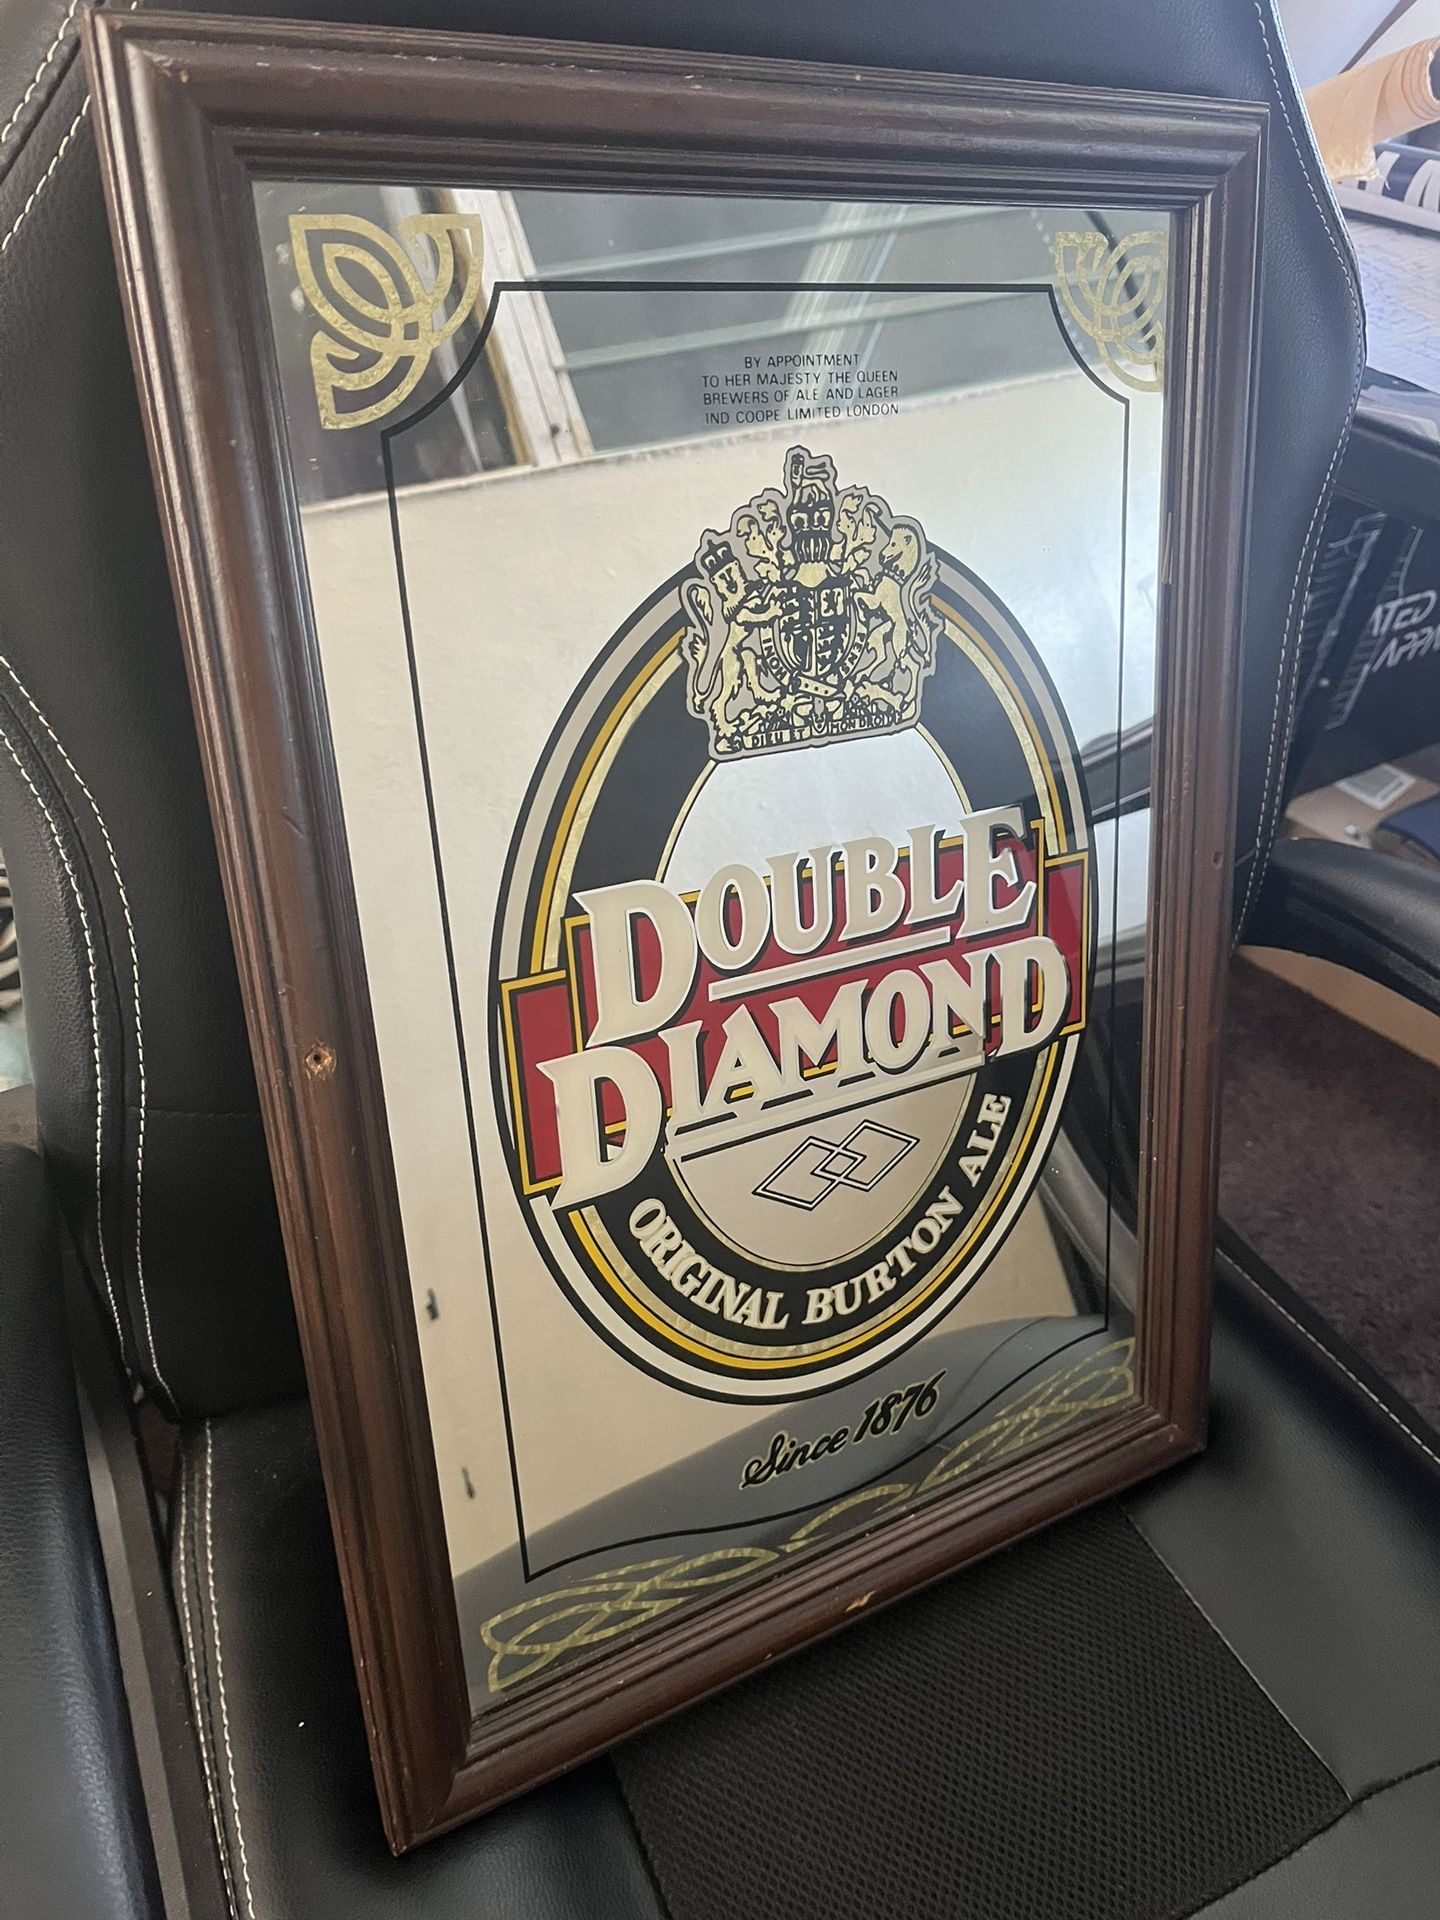 BY APPOINTMENT
TO HER MAJESTY THE QUEEN
BREWERS OF ALE AND LAGER
IND COOPE LIMITED LONDON
DIEU ET MON DROIT
DOUBLE
DIAMOND
ORIGINAL BURTON ALE
Since 1876